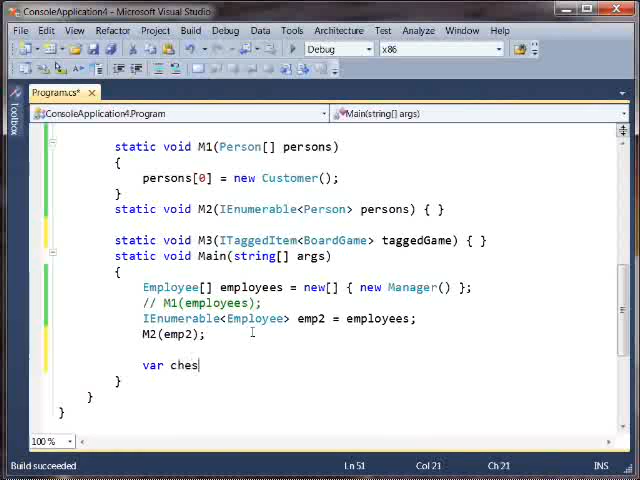 ConsoleApplication4 - Microsoft Visual Studio
File Edit View Refactor Project Build Debug Data Tools Architecture Test Analyze Window Help
Debug x86
Program.cs* ×
Toolbox
ConsoleApplication4.Program Main(string[] args)
static void M1(Person[] persons)
{
persons[0] = new Customer();
}
static void M2(IEnumerable<Person> persons) { }
static void M3(ITaggedItem<BoardGame> taggedGame) { }
static void Main(string[] args)
{
Employee[] employees = new[] { new Manager() };
// M1(employees);
IEnumerable<Employee> emp2 = employees;
M2(emp2);
var ches
}
}
}
100 %
Build succeeded Ln 51 Col 21 Ch 21 INS